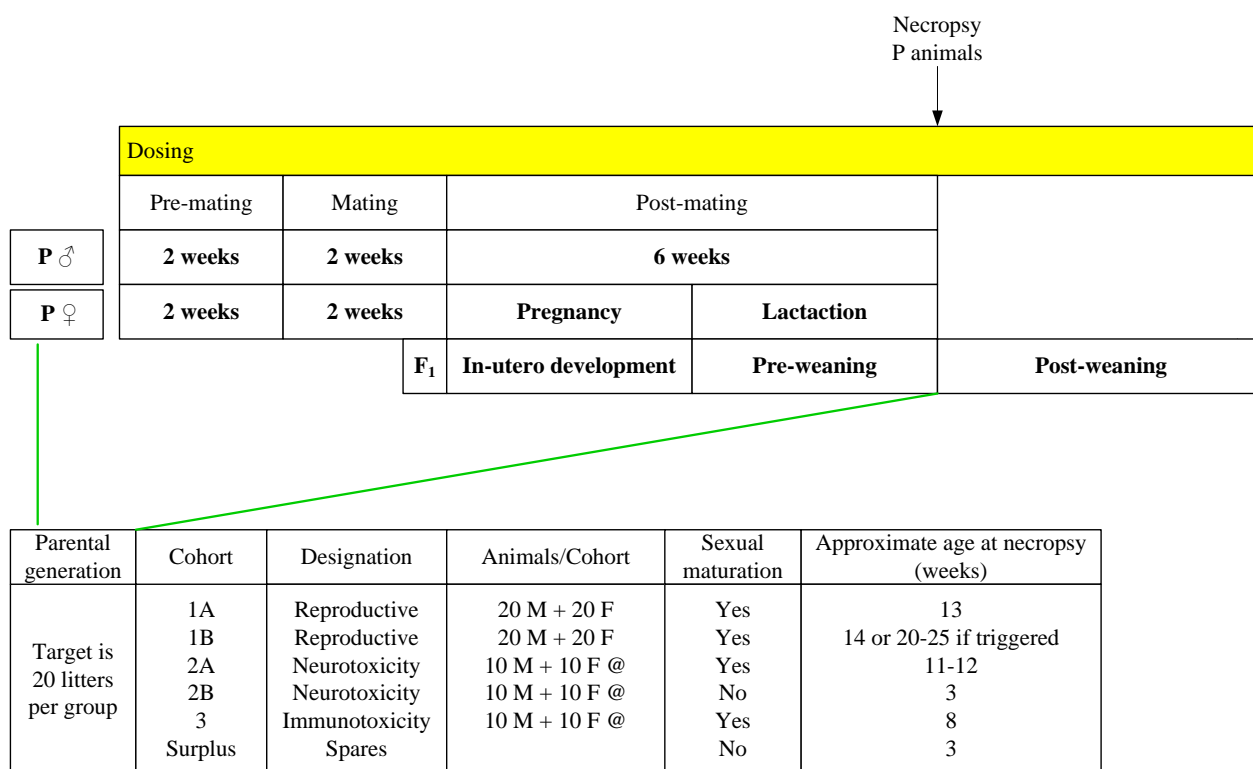 Necropsy
P animals
Dosing
Pre-mating Mating Post-mating
P ♂ 2 weeks 2 weeks 6 weeks
P ♀ 2 weeks 2 weeks Pregnancy Lactaction
F₁ In-utero development Pre-weaning Post-weaning
Parental generation Cohort Designation Animals/Cohort Sexual maturation Approximate age at necropsy (weeks)
Target is 20 litters per group
1A Reproductive 20 M + 20 F Yes 13
1B Reproductive 20 M + 20 F Yes 14 or 20-25 if triggered
2A Neurotoxicity 10 M + 10 F @ Yes 11-12
2B Neurotoxicity 10 M + 10 F @ No 3
3 Immunotoxicity 10 M + 10 F @ Yes 8
Surplus Spares No 3